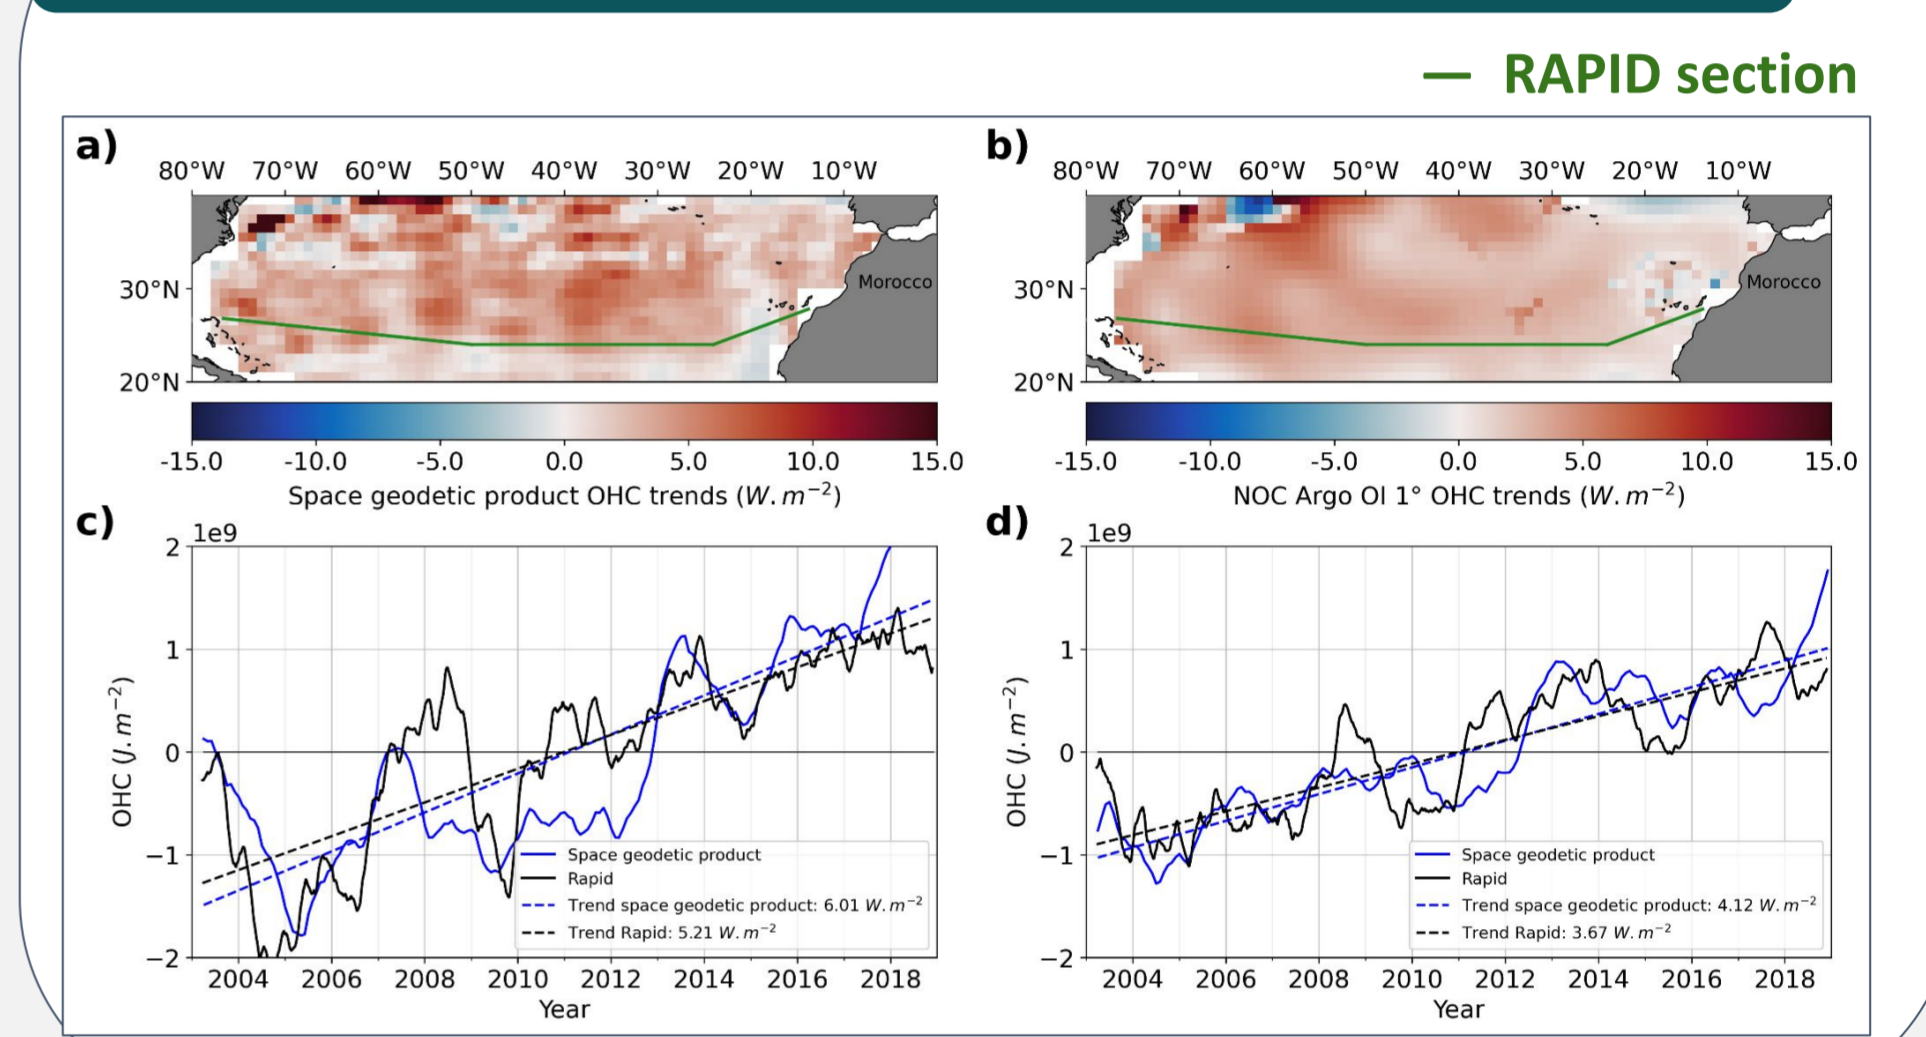 — RAPID section
a)
80°W 70°W 60°W 50°W 40°W 30°W 20°W 10°W
30°N
20°N
Morocco
-15.0 -10.0 -5.0 0.0 5.0 10.0 15.0
Space geodetic product OHC trends (W.m⁻²)
b)
80°W 70°W 60°W 50°W 40°W 30°W 20°W 10°W
30°N
20°N
Morocco
-15.0 -10.0 -5.0 0.0 5.0 10.0 15.0
NOC Argo OI 1° OHC trends (W.m⁻²)
c)
1e9
2
1
0
−1
−2
OHC (J.m⁻²)
Space geodetic product
Rapid
Trend space geodetic product: 6.01 W.m⁻²
Trend Rapid: 5.21 W.m⁻²
2004 2006 2008 2010 2012 2014 2016 2018
Year
d)
1e9
2
1
0
−1
−2
OHC (J.m⁻²)
Space geodetic product
Rapid
Trend space geodetic product: 4.12 W.m⁻²
Trend Rapid: 3.67 W.m⁻²
2004 2006 2008 2010 2012 2014 2016 2018
Year